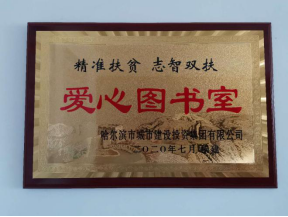 精准扶贫 志智双扶
爱心图书室
哈尔滨市城市建设投资集团有限公司
二〇二〇年七月